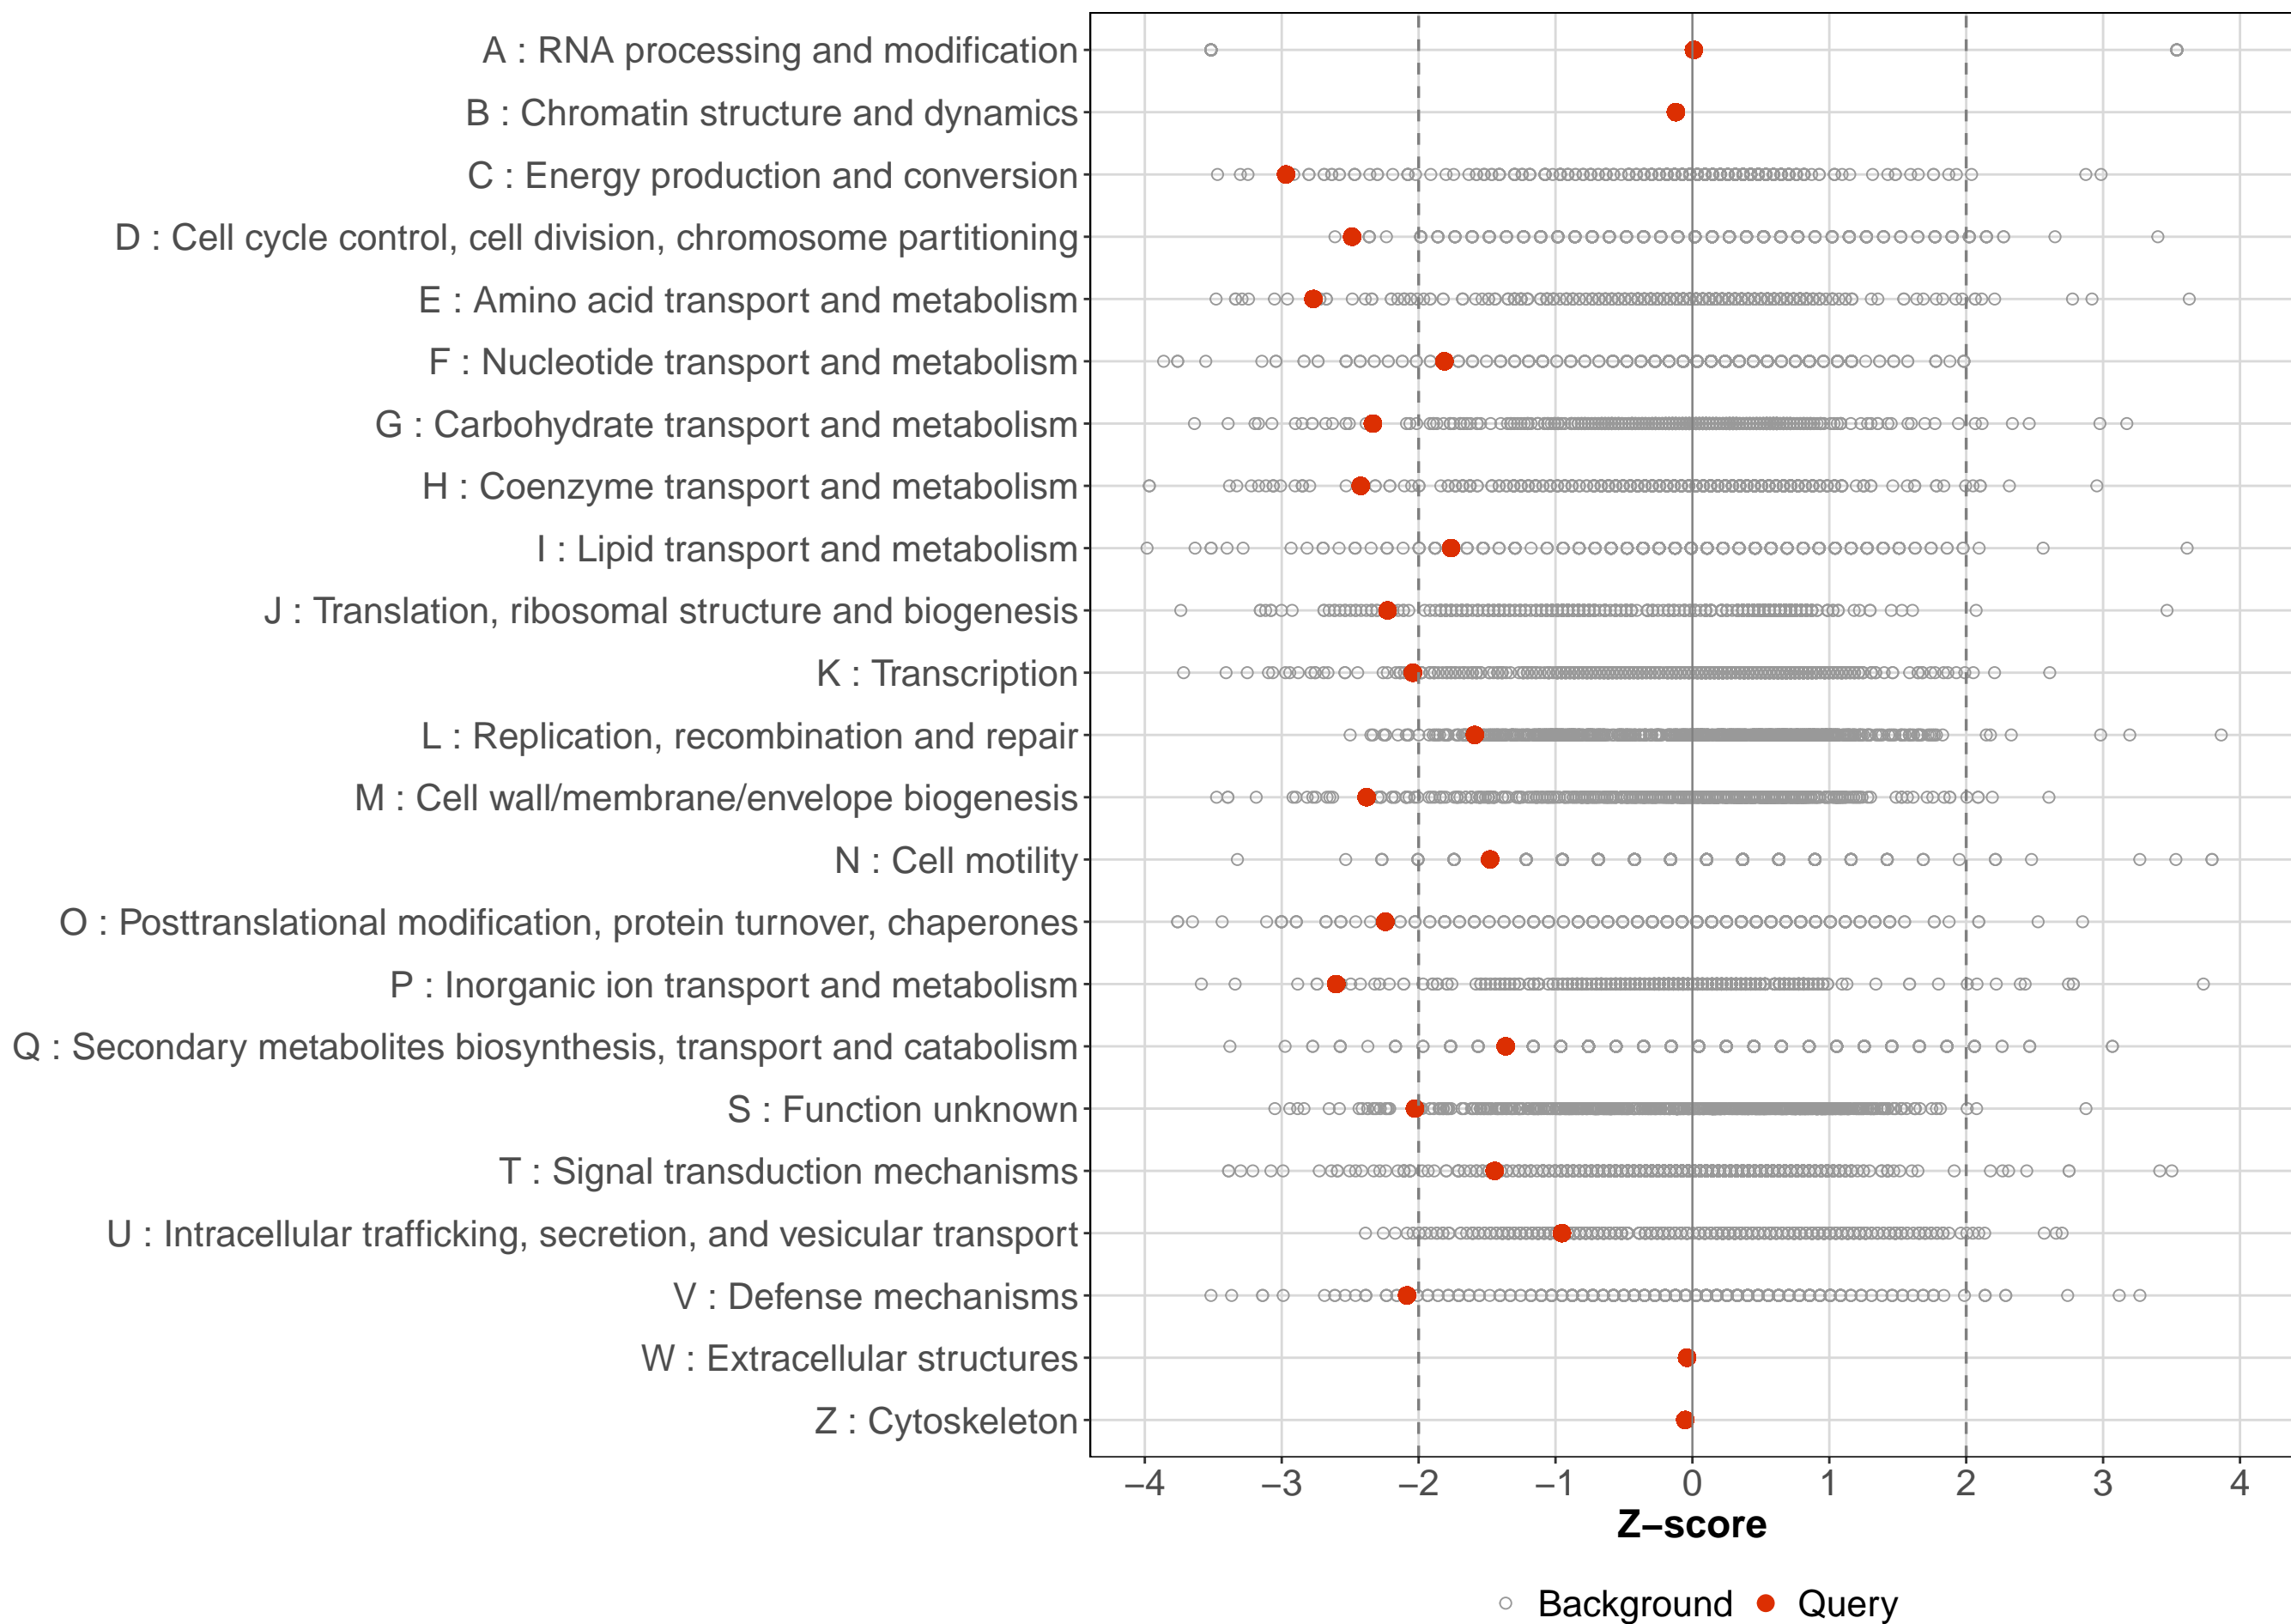 A : RNA processing and modification
B : Chromatin structure and dynamics
C : Energy production and conversion
D : Cell cycle control, cell division, chromosome partitioning
E : Amino acid transport and metabolism
F : Nucleotide transport and metabolism
G : Carbohydrate transport and metabolism
H : Coenzyme transport and metabolism
I : Lipid transport and metabolism
J : Translation, ribosomal structure and biogenesis
K : Transcription
L : Replication, recombination and repair
M : Cell wall/membrane/envelope biogenesis
N : Cell motility
O : Posttranslational modification, protein turnover, chaperones
P : Inorganic ion transport and metabolism
Q : Secondary metabolites biosynthesis, transport and catabolism
S : Function unknown
T : Signal transduction mechanisms
U : Intracellular trafficking, secretion, and vesicular transport
V : Defense mechanisms
W : Extracellular structures
Z : Cytoskeleton
−4 −3 −2 −1 0 1 2 3 4
Z−score
Background Query